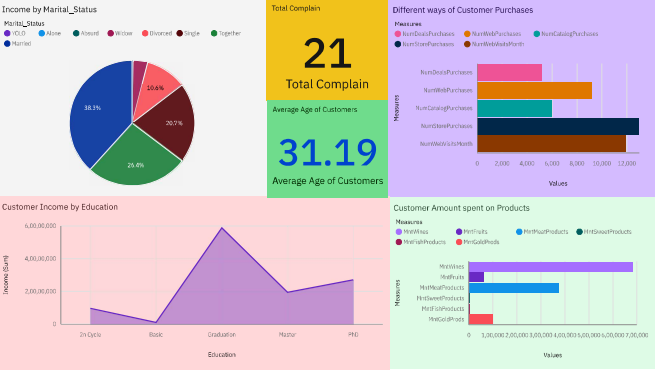 Income by Marital_Status
Marital_Status
YOLO Alone Absurd Widow Divorced Single Together
Married
38.3%
10.6%
20.7%
26.4%
Total Complain
21
Total Complain
Average Age of Customers
31.19
Average Age of Customers
Different ways of Customer Purchases
Measures
NumDealsPurchases NumWebPurchases NumCatalogPurchases
NumStorePurchases NumWebVisitsMonth
Measures
NumDealsPurchases
NumWebPurchases
NumCatalogPurchases
NumStorePurchases
NumWebVisitsMonth
0 2,000 4,000 6,000 8,000 10,000 12,000
Values
Customer Income by Education
Income (Sum)
6,00,00,000
4,00,00,000
2,00,00,000
0
2n Cycle Basic Graduation Master PhD
Education
Customer Amount spent on Products
Measures
MntWines MntFruits MntMeatProducts MntSweetProducts
MntFishProducts MntGoldProds
Measures
MntWines
MntFruits
MntMeatProducts
MntSweetProducts
MntFishProducts
MntGoldProds
0 1,00,000 2,00,000 3,00,000 4,00,000 5,00,000 6,00,000 7,00,000
Values